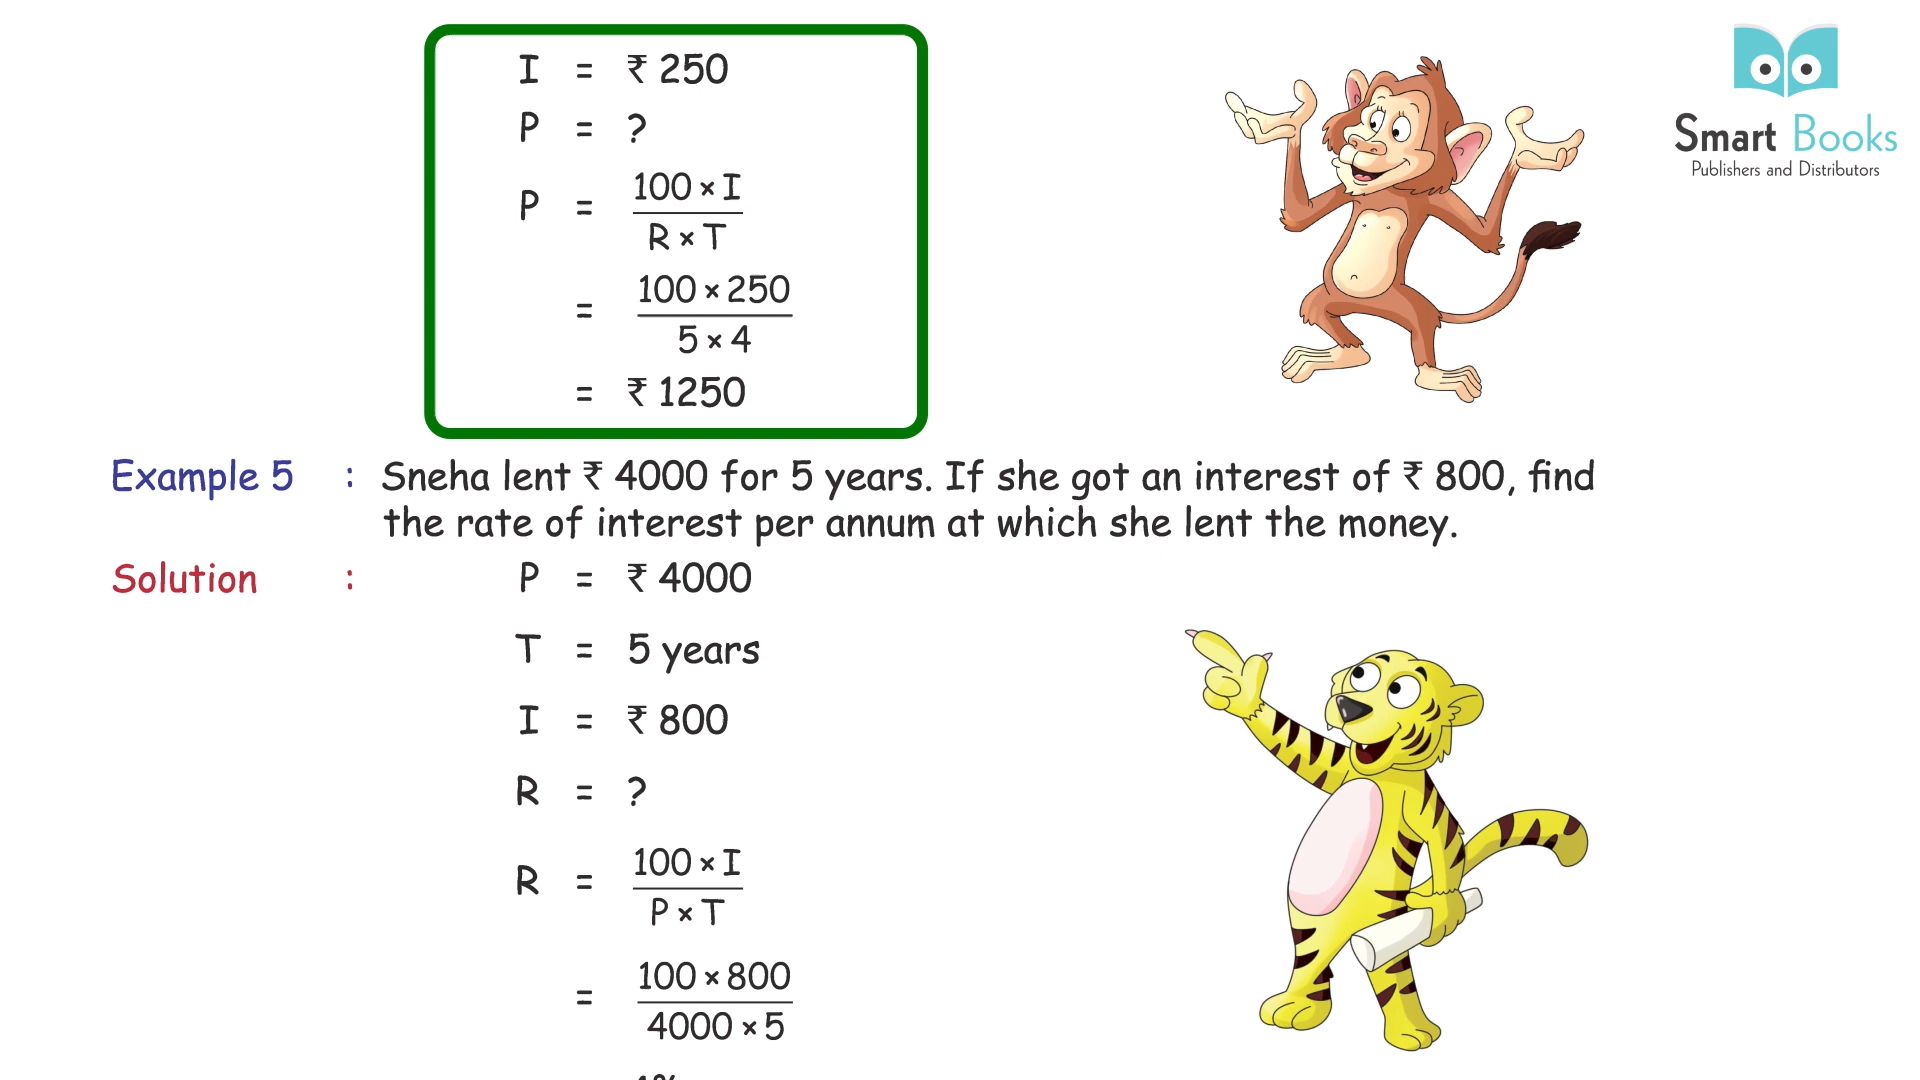 I = ₹ 250
P = ?
P = 100 × I / R × T
= 100 × 250 / 5 × 4
= ₹ 1250
Smart Books
Publishers and Distributors
Example 5 : Sneha lent ₹ 4000 for 5 years. If she got an interest of ₹ 800, find
the rate of interest per annum at which she lent the money.
Solution : P = ₹ 4000
T = 5 years
I = ₹ 800
R = ?
R = 100 × I / P × T
= 100 × 800 / 4000 × 5